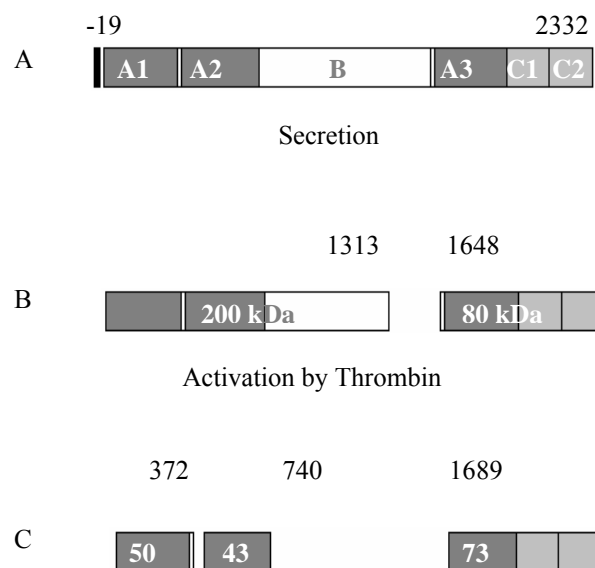 -19 2332
A A1 A2 B A3 C1 C2
Secretion
1313 1648
B 200 kDa 80 kDa
Activation by Thrombin
372 740 1689
C 50 43 73